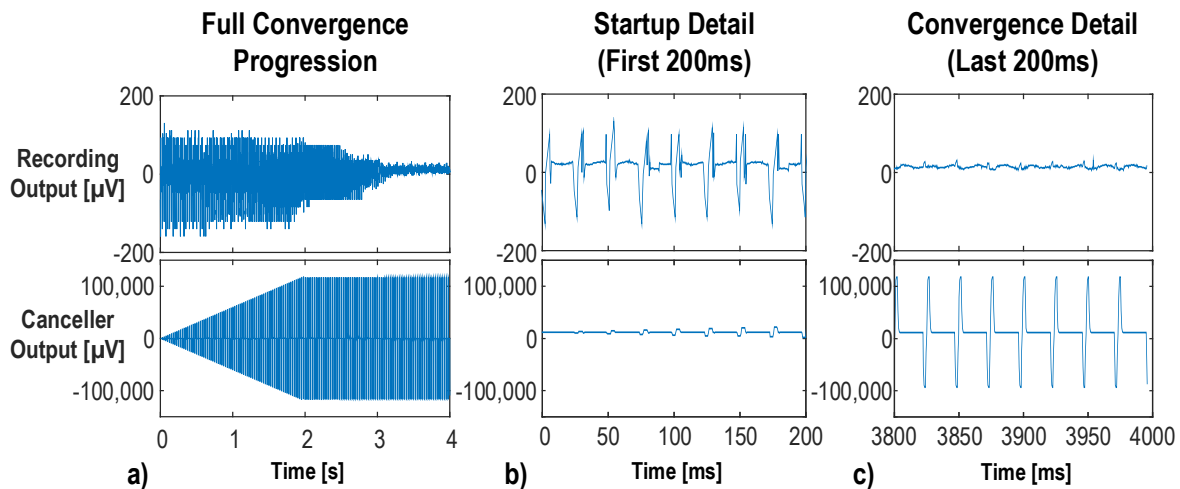 Full Convergence
Progression
Startup Detail
(First 200ms)
Convergence Detail
(Last 200ms)
Recording
Output [µV]
200
0
-200
200
0
-200
200
0
-200
Canceller
Output [µV]
100,000
0
-100,000
100,000
0
-100,000
100,000
0
-100,000
0 1 2 3 4
0 50 100 150 200
3800 3850 3900 3950 4000
a) Time [s]
b) Time [ms]
c) Time [ms]